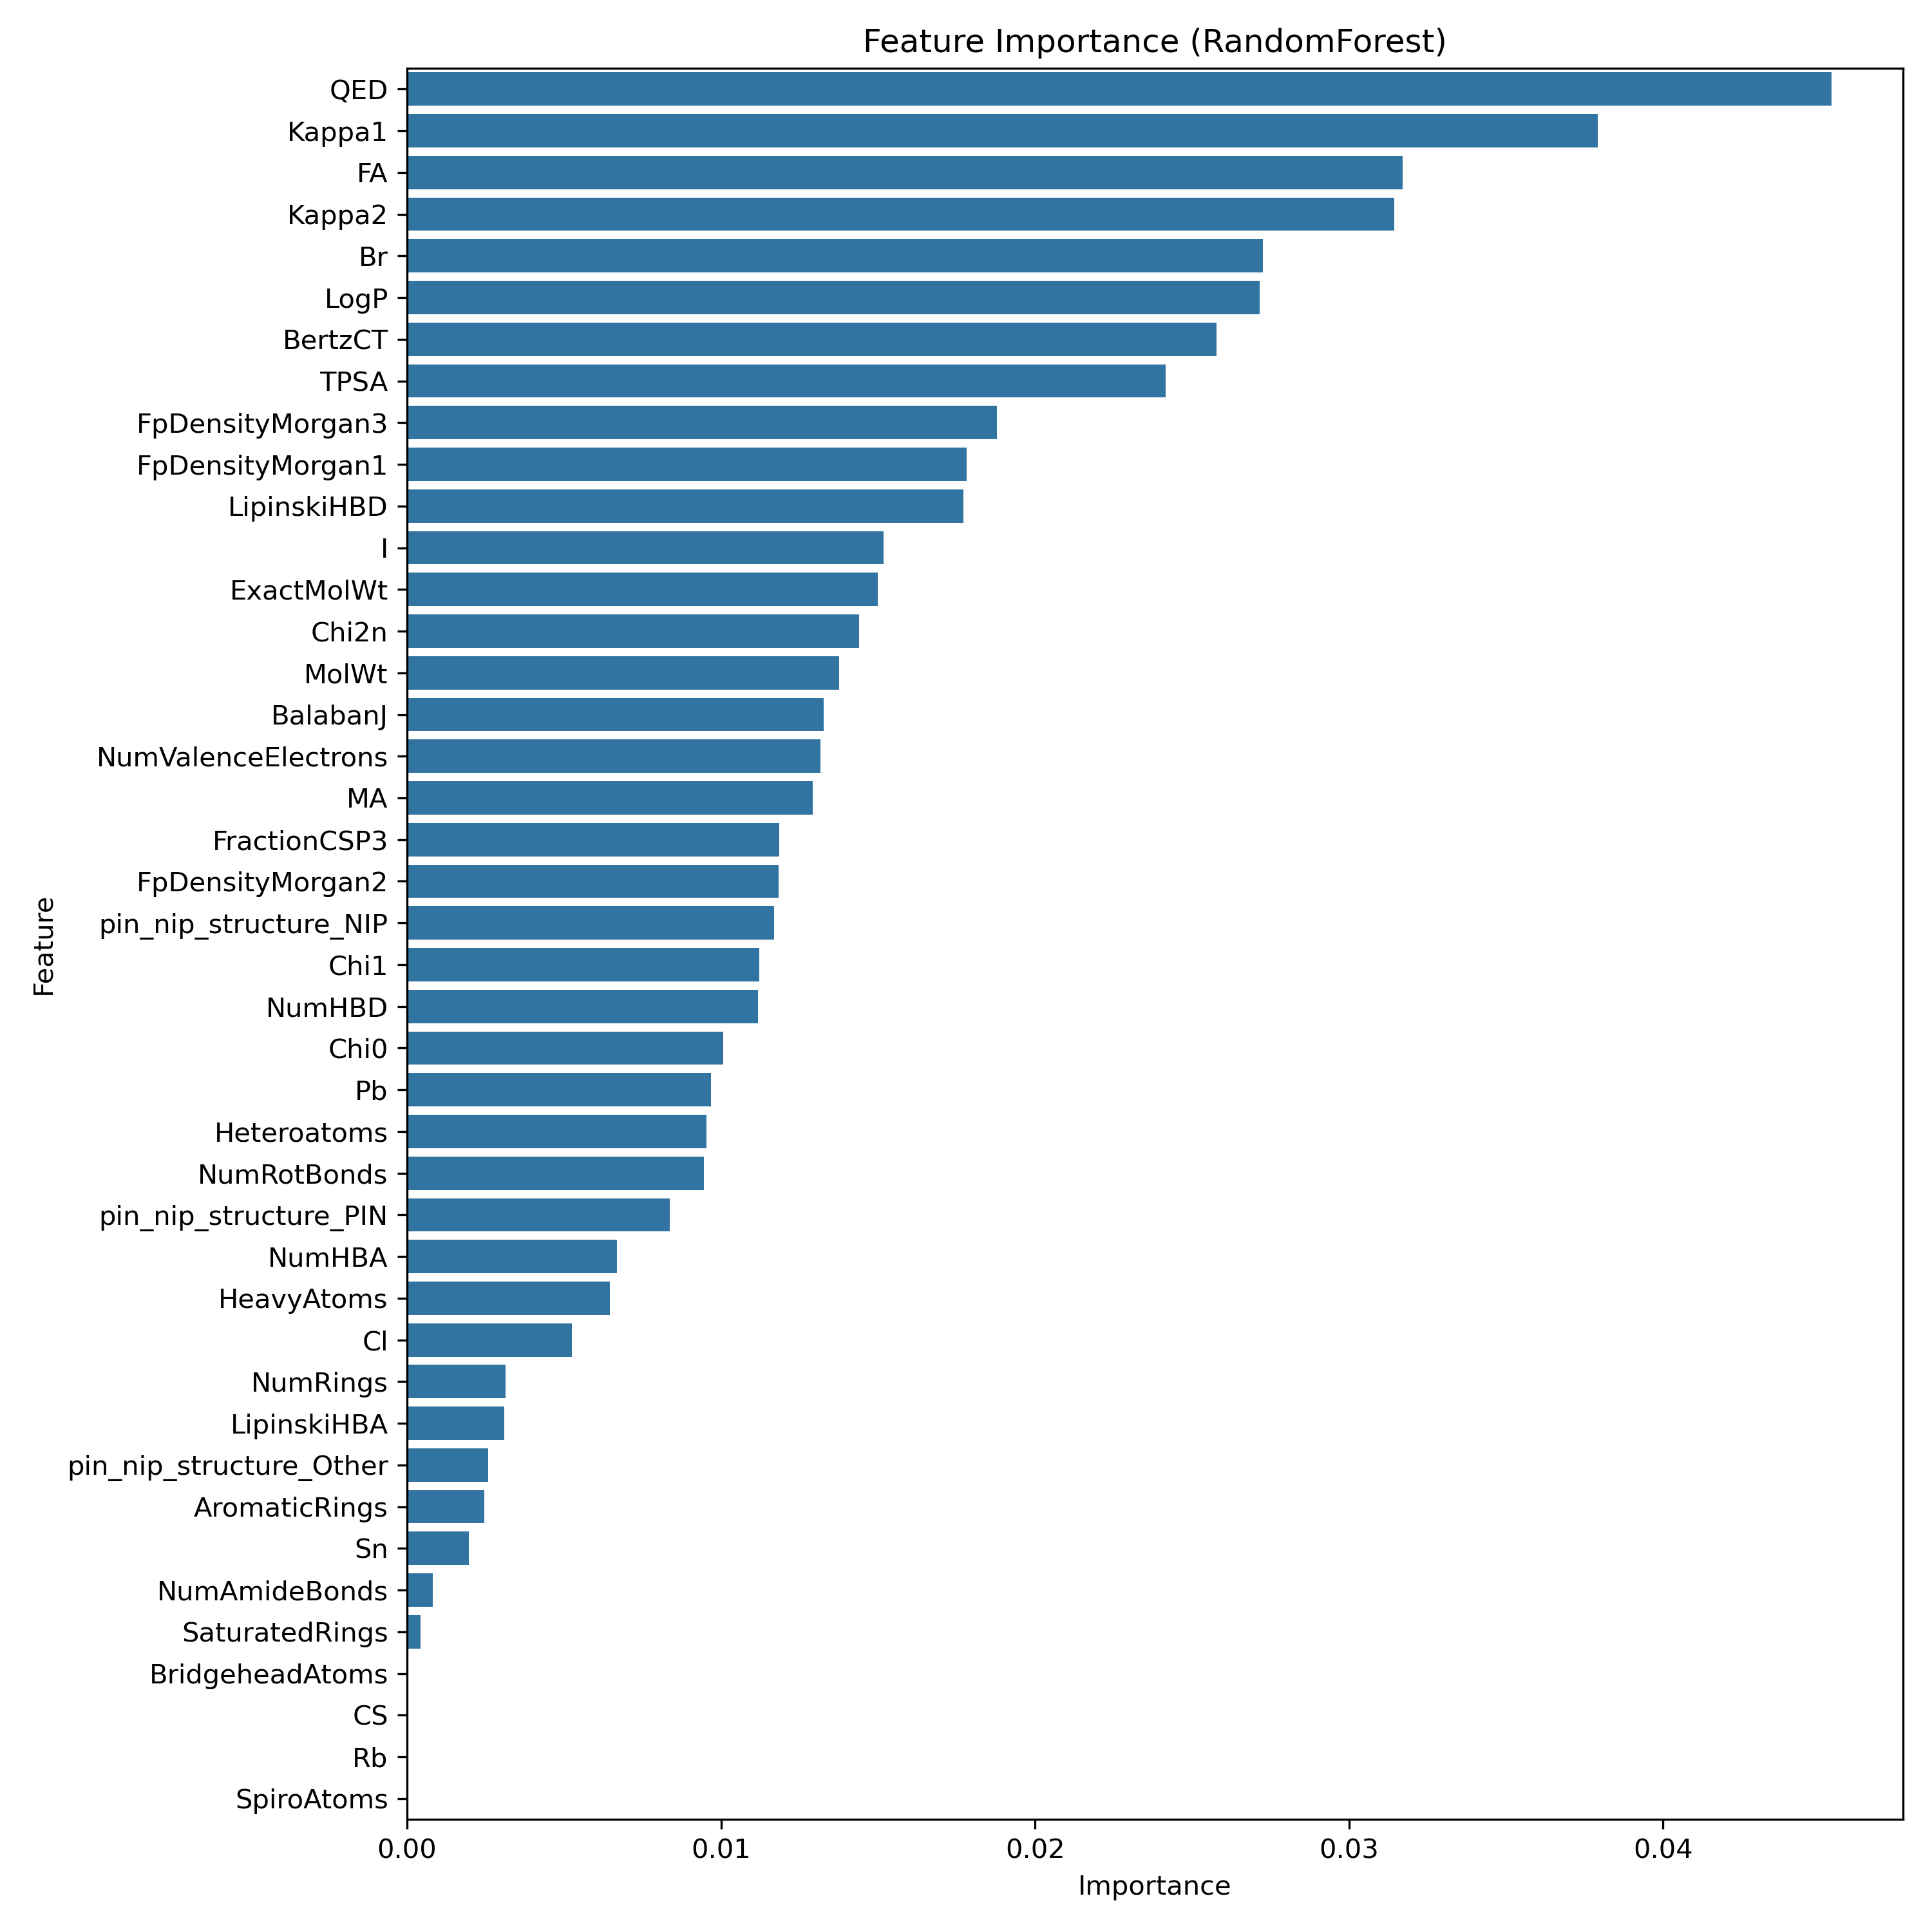 Feature Importance (RandomForest)
QED
Kappa1
FA
Kappa2
Br
LogP
BertzCT
TPSA
FpDensityMorgan3
FpDensityMorgan1
LipinskiHBD
I
ExactMolWt
Chi2n
MolWt
BalabanJ
NumValenceElectrons
MA
FractionCSP3
FpDensityMorgan2
pin_nip_structure_NIP
Chi1
NumHBD
Chi0
Pb
Heteroatoms
NumRotBonds
pin_nip_structure_PIN
NumHBA
HeavyAtoms
Cl
NumRings
LipinskiHBA
pin_nip_structure_Other
AromaticRings
Sn
NumAmideBonds
SaturatedRings
BridgeheadAtoms
CS
Rb
SpiroAtoms
Feature
0.00 0.01 0.02 0.03 0.04
Importance